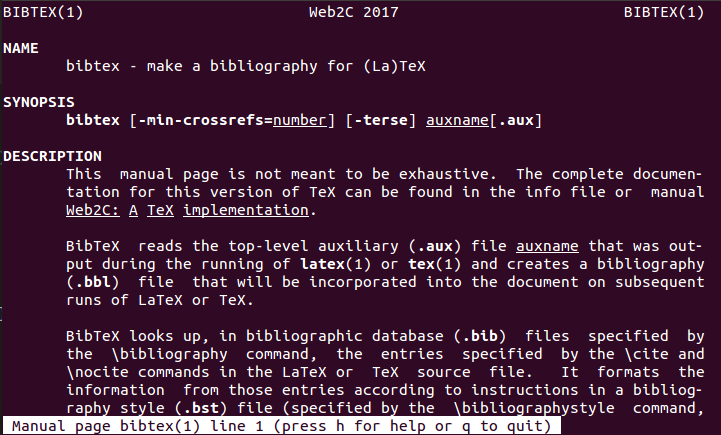 BIBTEX(1) Web2C 2017 BIBTEX(1)
NAME
bibtex - make a bibliography for (La)TeX
SYNOPSIS
bibtex [-min-crossrefs=number] [-terse] auxname[.aux]
DESCRIPTION
This manual page is not meant to be exhaustive. The complete documen-
tation for this version of TeX can be found in the info file or manual
Web2C: A TeX implementation.
BibTeX reads the top-level auxiliary (.aux) file auxname that was out-
put during the running of latex(1) or tex(1) and creates a bibliography
(.bbl) file that will be incorporated into the document on subsequent
runs of LaTeX or TeX.
BibTeX looks up, in bibliographic database (.bib) files specified by
the \bibliography command, the entries specified by the \cite and
\nocite commands in the LaTeX or TeX source file. It formats the
information from those entries according to instructions in a bibliog-
raphy style (.bst) file (specified by the \bibliographystyle command,
Manual page bibtex(1) line 1 (press h for help or q to quit)